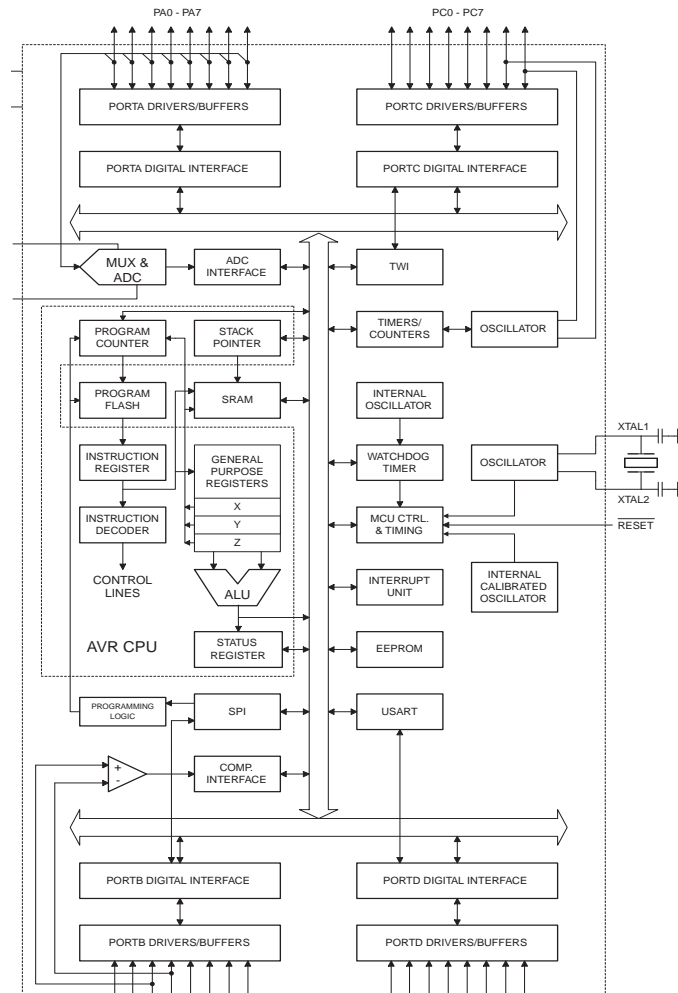 PA0 - PA7
PC0 - PC7
PORTA DRIVERS/BUFFERS
PORTC DRIVERS/BUFFERS
PORTA DIGITAL INTERFACE
PORTC DIGITAL INTERFACE
MUX &
ADC
ADC
INTERFACE
TWI
PROGRAM
COUNTER
STACK
POINTER
TIMERS/
COUNTERS
OSCILLATOR
PROGRAM
FLASH
SRAM
INTERNAL
OSCILLATOR
XTAL1
INSTRUCTION
REGISTER
GENERAL
PURPOSE
REGISTERS
WATCHDOG
TIMER
OSCILLATOR
XTAL2
X
Y
Z
INSTRUCTION
DECODER
MCU CTRL.
& TIMING
RESET
CONTROL
LINES
ALU
INTERRUPT
UNIT
INTERNAL
CALIBRATED
OSCILLATOR
AVR CPU
STATUS
REGISTER
EEPROM
PROGRAMMING
LOGIC
SPI
USART
+
-
COMP.
INTERFACE
PORTB DIGITAL INTERFACE
PORTD DIGITAL INTERFACE
PORTB DRIVERS/BUFFERS
PORTD DRIVERS/BUFFERS